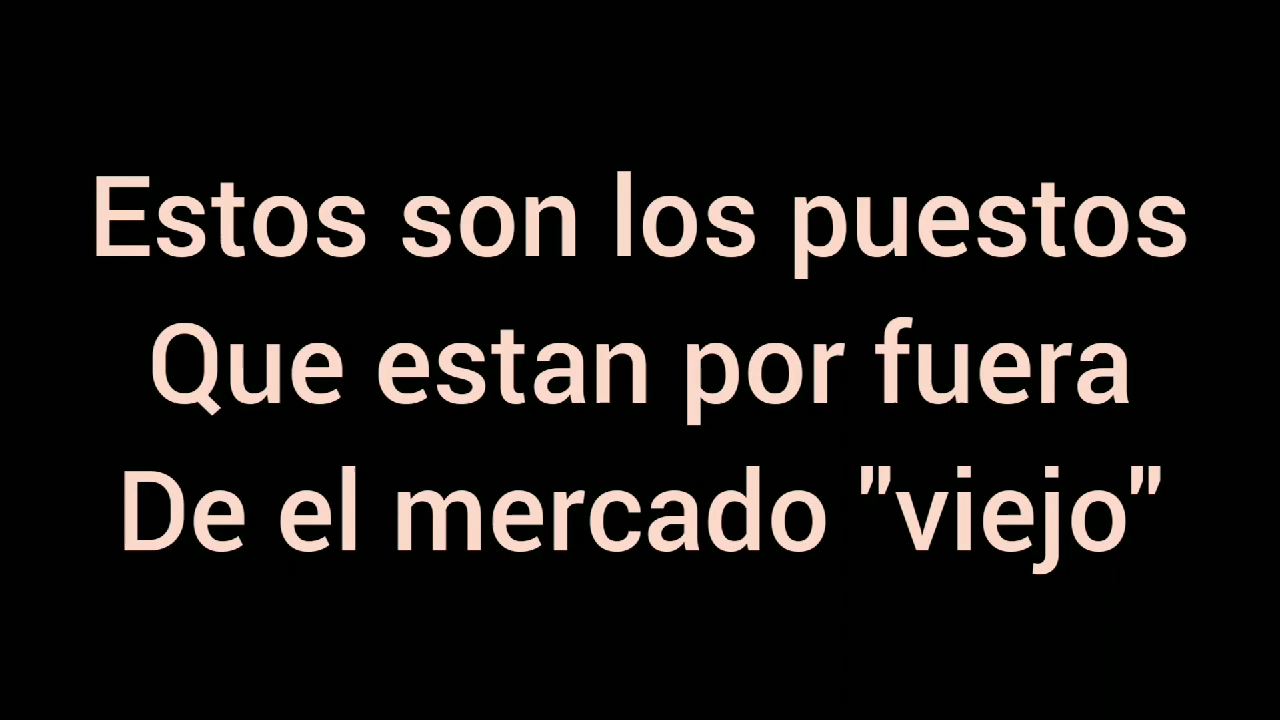 Estos son los puestos
Que estan por fuera
De el mercado "viejo"